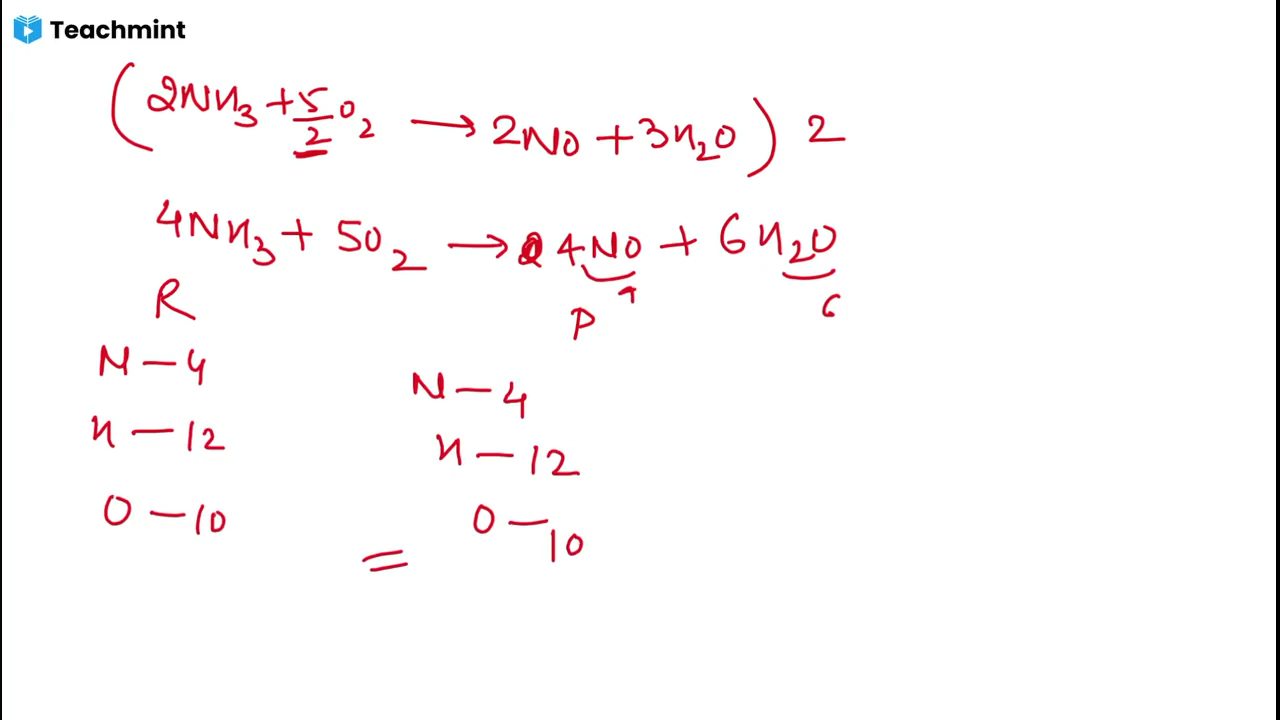 Teachmint
(2NH3 + 5/2 O2 → 2NO + 3H2O) 2
4NH3 + 5O2 → 4NO + 6H2O
4 6
R P
N — 4 N — 4
H — 12 H — 12
O — 10 O — 10
=